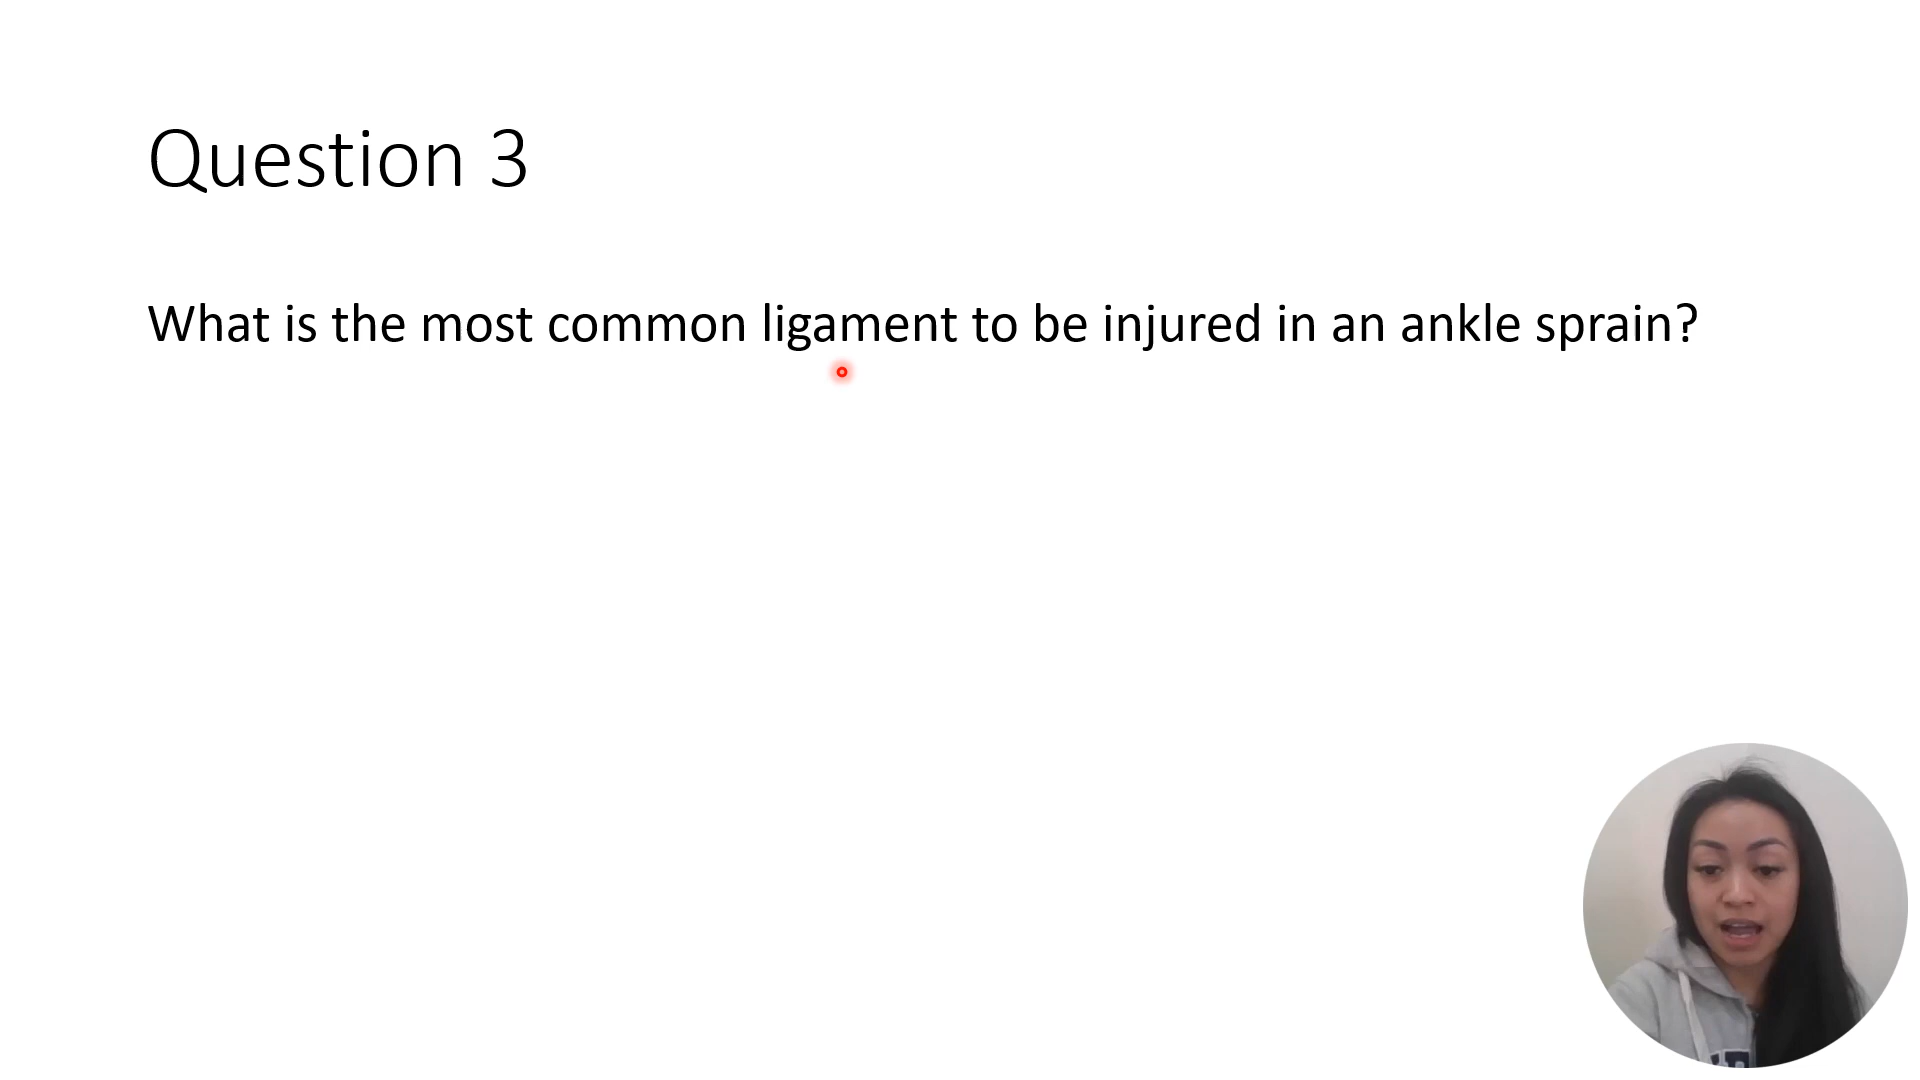 Question 3
What is the most common ligament to be injured in an ankle sprain?